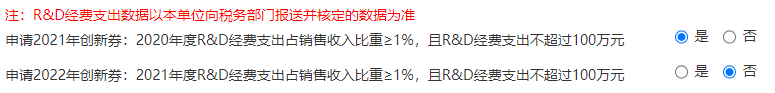 注：R&D经费支出数据以本单位向税务部门报送并核定的数据为准
申请2021年创新券：2020年度R&D经费支出占销售收入比重≥1%，且R&D经费支出不超过100万元 是 否
申请2022年创新券：2021年度R&D经费支出占销售收入比重≥1%，且R&D经费支出不超过100万元 是 否